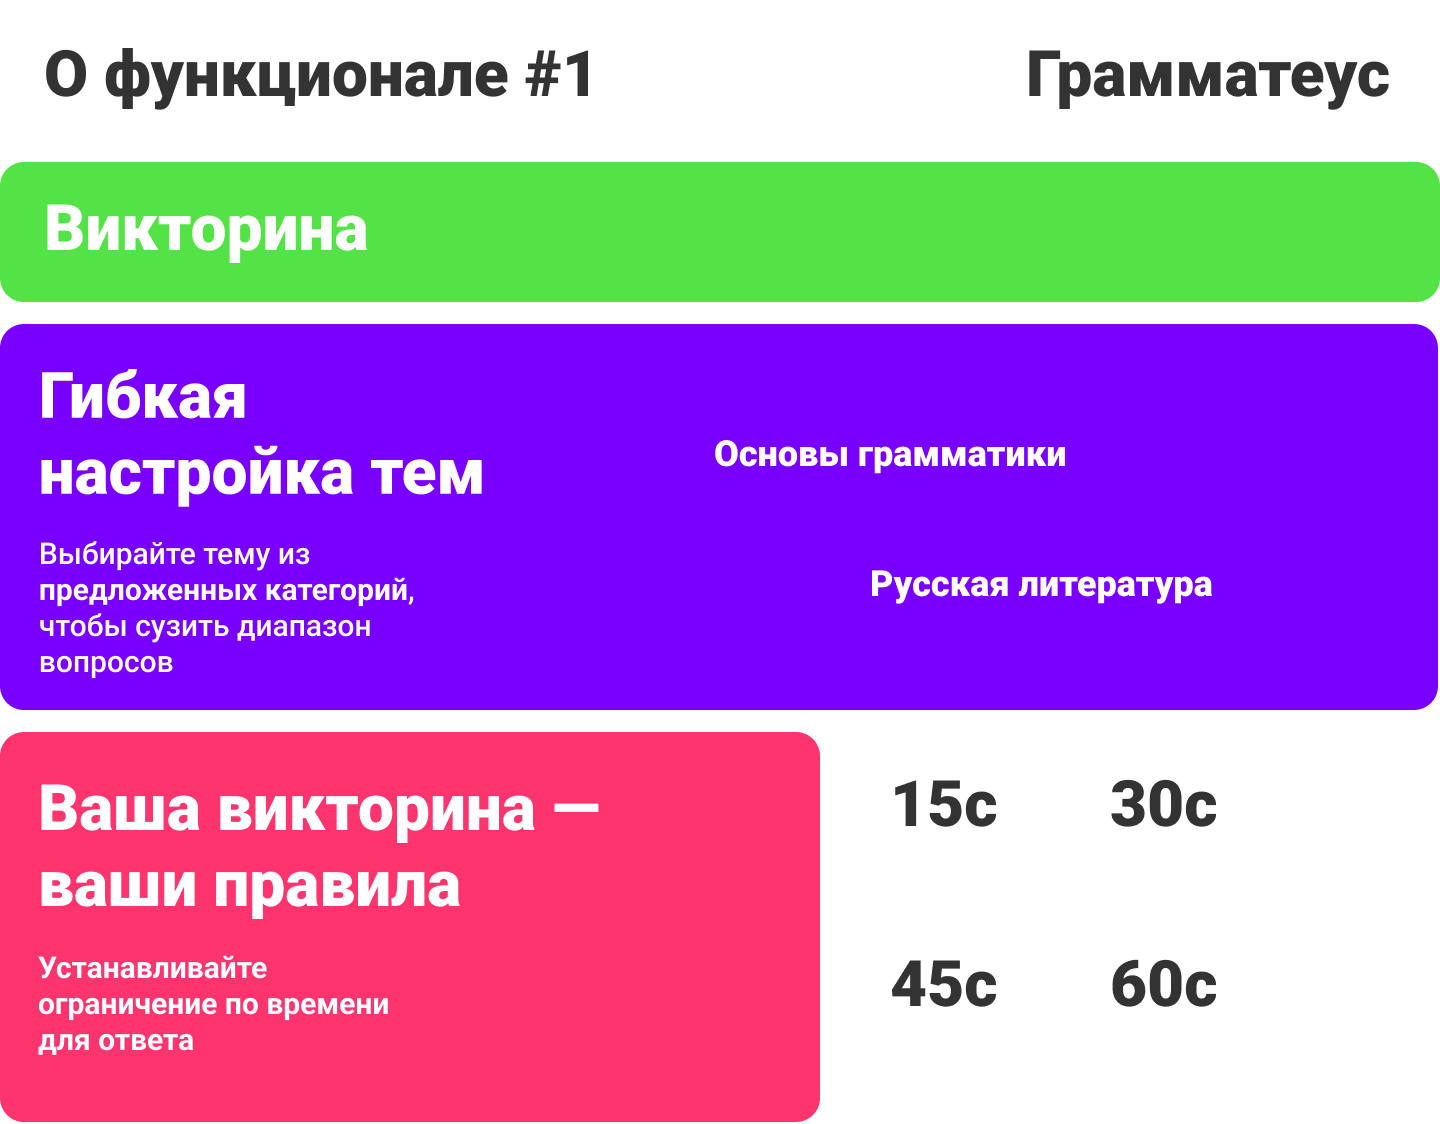 О функционале #1
Грамматеус
Викторина
Гибкая
настройка тем
Выбирайте тему из
предложенных категорий,
чтобы сузить диапазон
вопросов
Основы грамматики
Русская литература
Ваша викторина —
ваши правила
Устанавливайте
ограничение по времени
для ответа
15с
30с
45с
60с